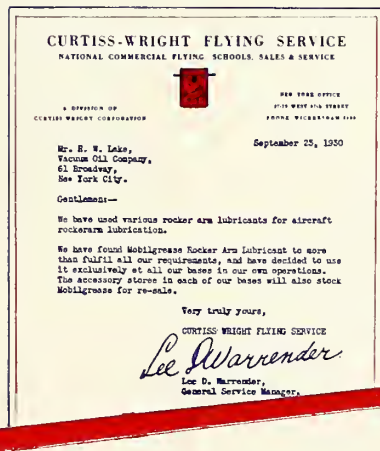 CURTISS-WRIGHT FLYING SERVICE
NATIONAL COMMERCIAL FLYING SCHOOLS, SALES & SERVICE
A DIVISION OF
CURTISS WRIGHT CORPORATION
NEW YORK OFFICE
WEST STREET
PHONE WICKERSHAM
September 25, 1930
Mr. R. W. Lake,
Vacuum Oil Company,
61 Broadway,
New York City.
Gentlemen:—
We have used various rocker arm lubricants for aircraft
rockerarm lubrication.
We have found Mobilgrease Rocker Arm Lubricant to more
than fulfil all our requirements, and have decided to use
it exclusively at all our bases in our own operations.
The accessory stores in each of our bases will also stock
Mobilgrease for re-sale.
Very truly yours,
CURTISS-WRIGHT FLYING SERVICE
Lee D Warrender
Lee D. Warrender,
General Service Manager,